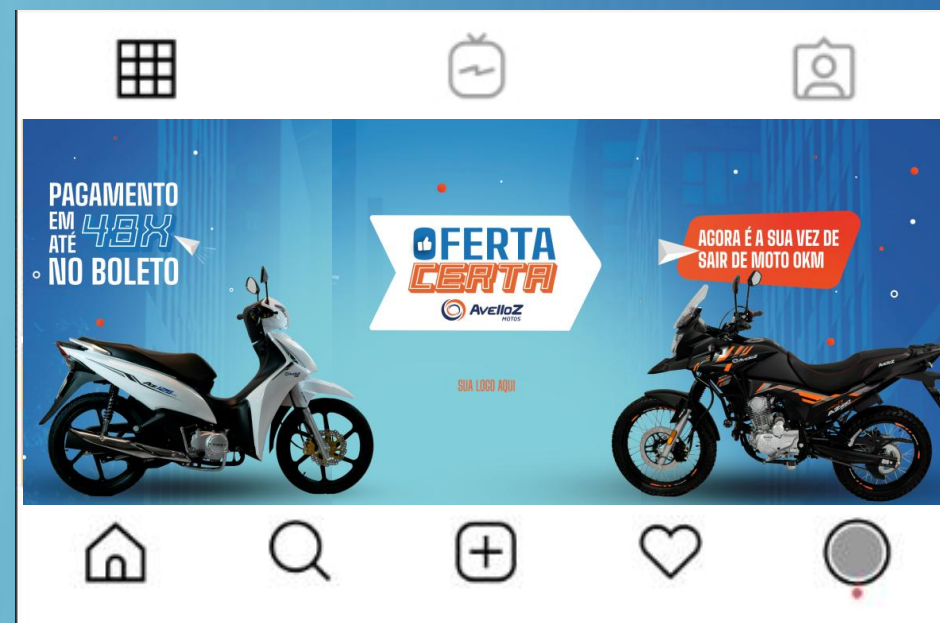 PAGAMENTO
EM ATÉ 48X
NO BOLETO
OFERTA
CERTA
AvelloZ
MOTOS
SUA LOGO AQUI
AGORA É A SUA VEZ DE
SAIR DE MOTO 0KM